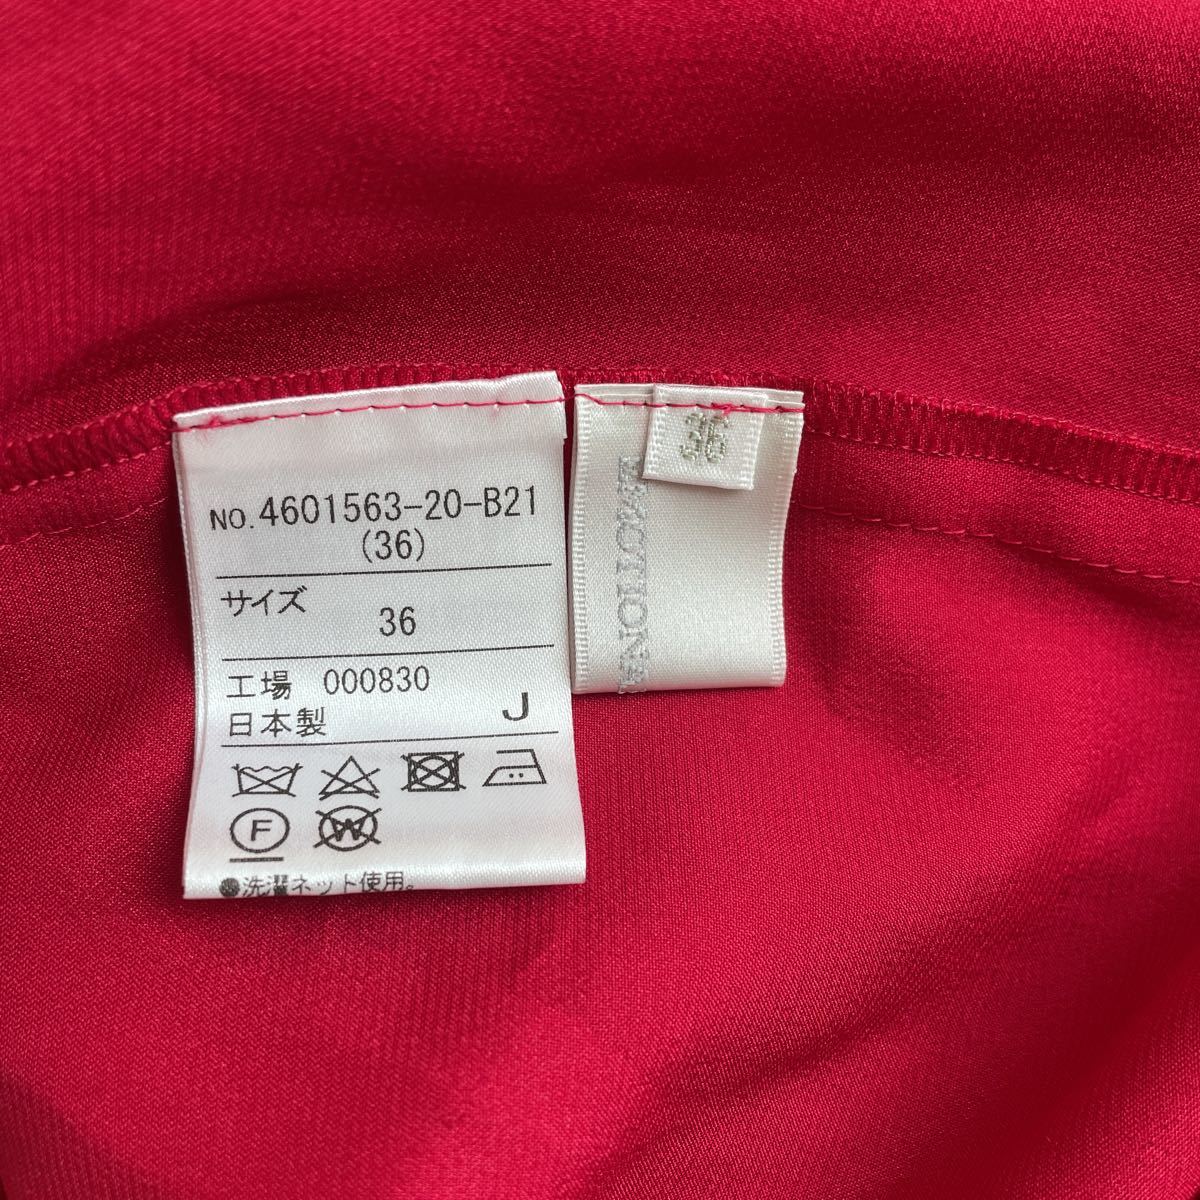 NO.4601563-20-B21
(36)
サイズ
36
工場 000830
日本製 J
F
W
●洗濯ネット使用。
36